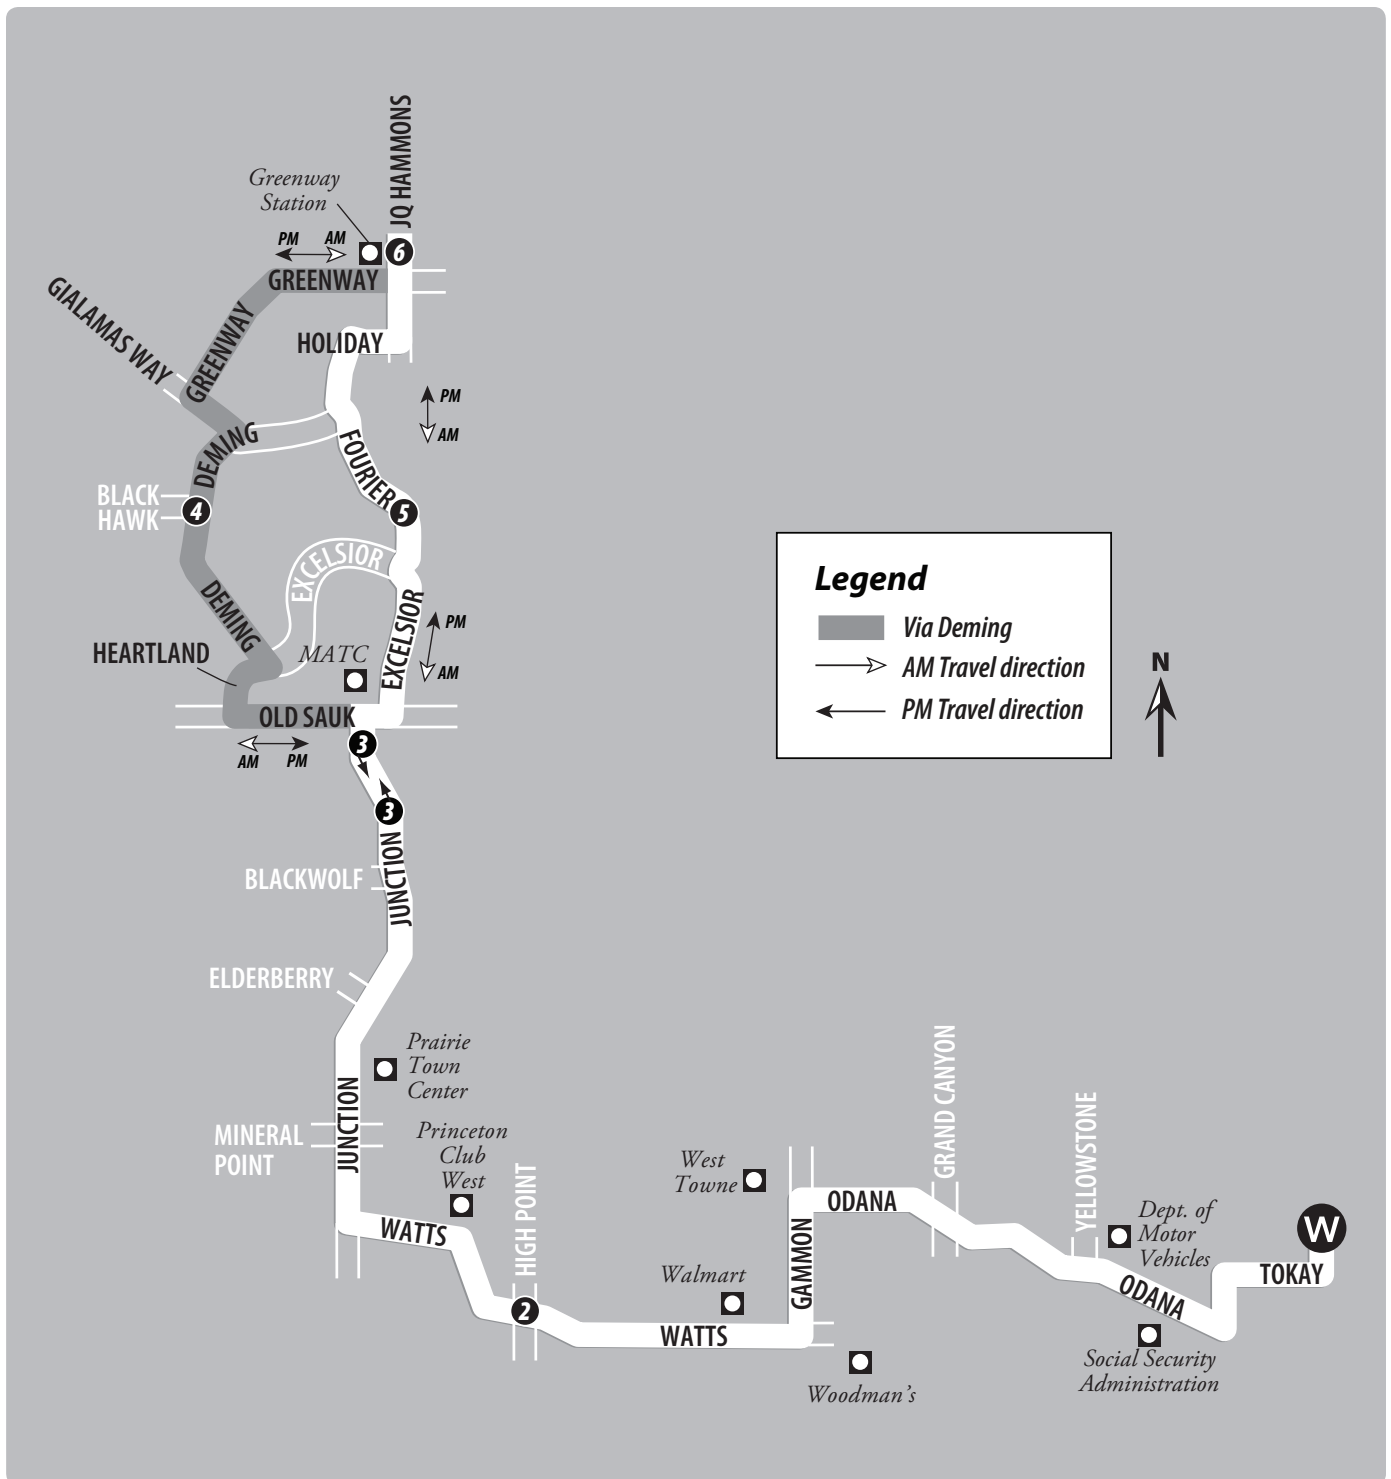 JQ HAMMONS
Greenway
Station
PM
AM
6
GREENWAY
GIALAMAS WAY
GREENWAY
HOLIDAY
PM
AM
DEMING
FOURIER
BLACK
HAWK
4
5
EXCELSIOR
DEMING
EXCELSIOR
PM
AM
HEARTLAND
MATC
OLD SAUK
AM
PM
3
3
JUNCTION
BLACKWOLF
ELDERBERRY
Prairie
Town
Center
JUNCTION
MINERAL
POINT
Princeton
Club
West
WATTS
HIGH POINT
2
West
Towne
Walmart
WATTS
GAMMON
Woodman's
ODANA
GRAND CANYON
YELLOWSTONE
Dept. of
Motor
Vehicles
ODANA
Social Security
Administration
TOKAY
W
Legend
Via Deming
AM Travel direction
PM Travel direction
N